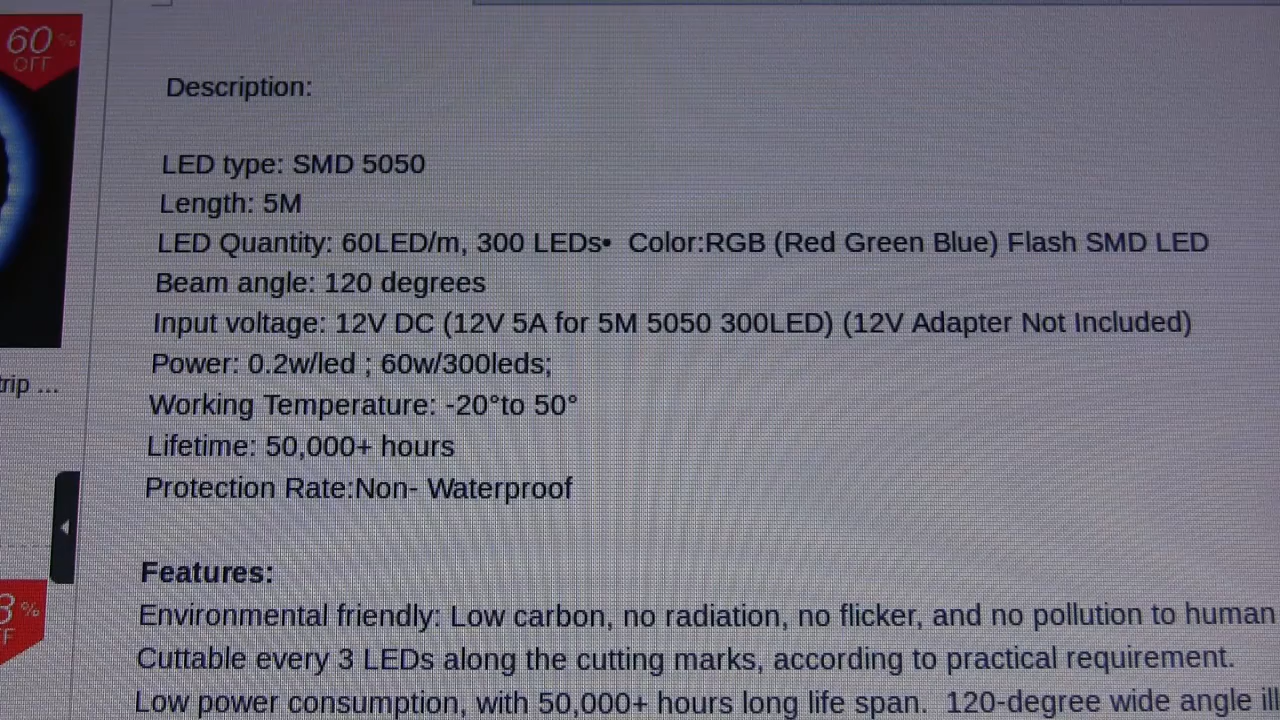 60%
OFF
Description:
LED type: SMD 5050
Length: 5M
LED Quantity: 60LED/m, 300 LEDs• Color:RGB (Red Green Blue) Flash SMD LED
Beam angle: 120 degrees
Input voltage: 12V DC (12V 5A for 5M 5050 300LED) (12V Adapter Not Included)
Power: 0.2w/led ; 60w/300leds;
trip ...
Working Temperature: -20°to 50°
Lifetime: 50,000+ hours
Protection Rate:Non- Waterproof
Features:
Environmental friendly: Low carbon, no radiation, no flicker, and no pollution to human
Cuttable every 3 LEDs along the cutting marks, according to practical requirement.
Low power consumption, with 50,000+ hours long life span. 120-degree wide angle ill